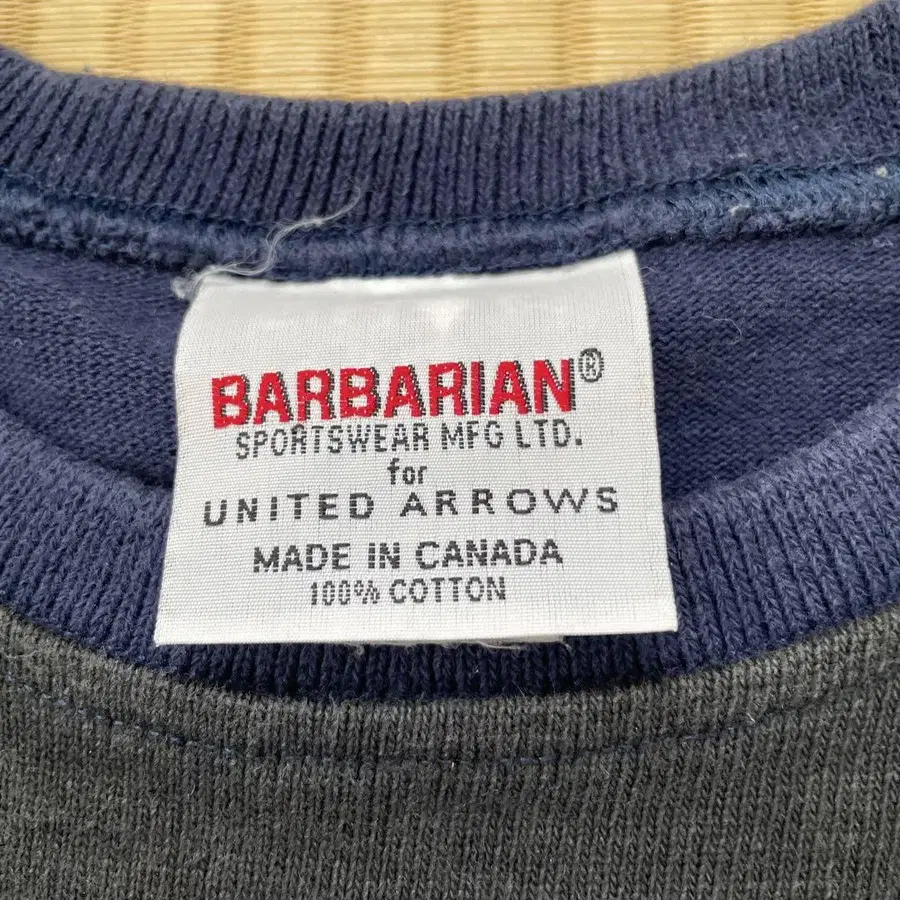 BARBARIAN®
SPORTSWEAR MFG LTD.
for
UNITED ARROWS
MADE IN CANADA
100% COTTON